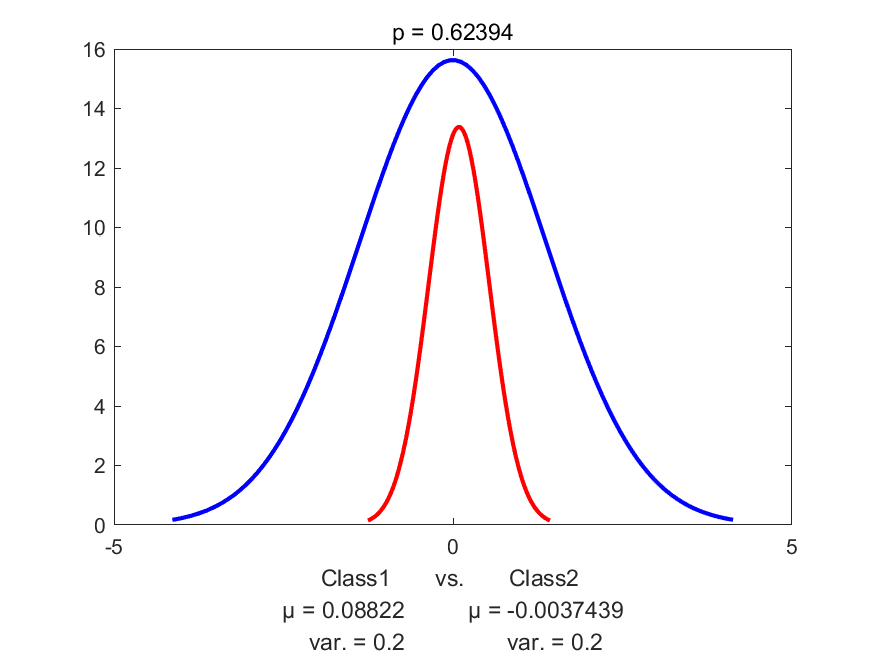 p = 0.62394
16
14
12
10
8
6
4
2
0
-5 0 5
Class1 vs. Class2
μ = 0.08822 μ = -0.0037439
var. = 0.2 var. = 0.2